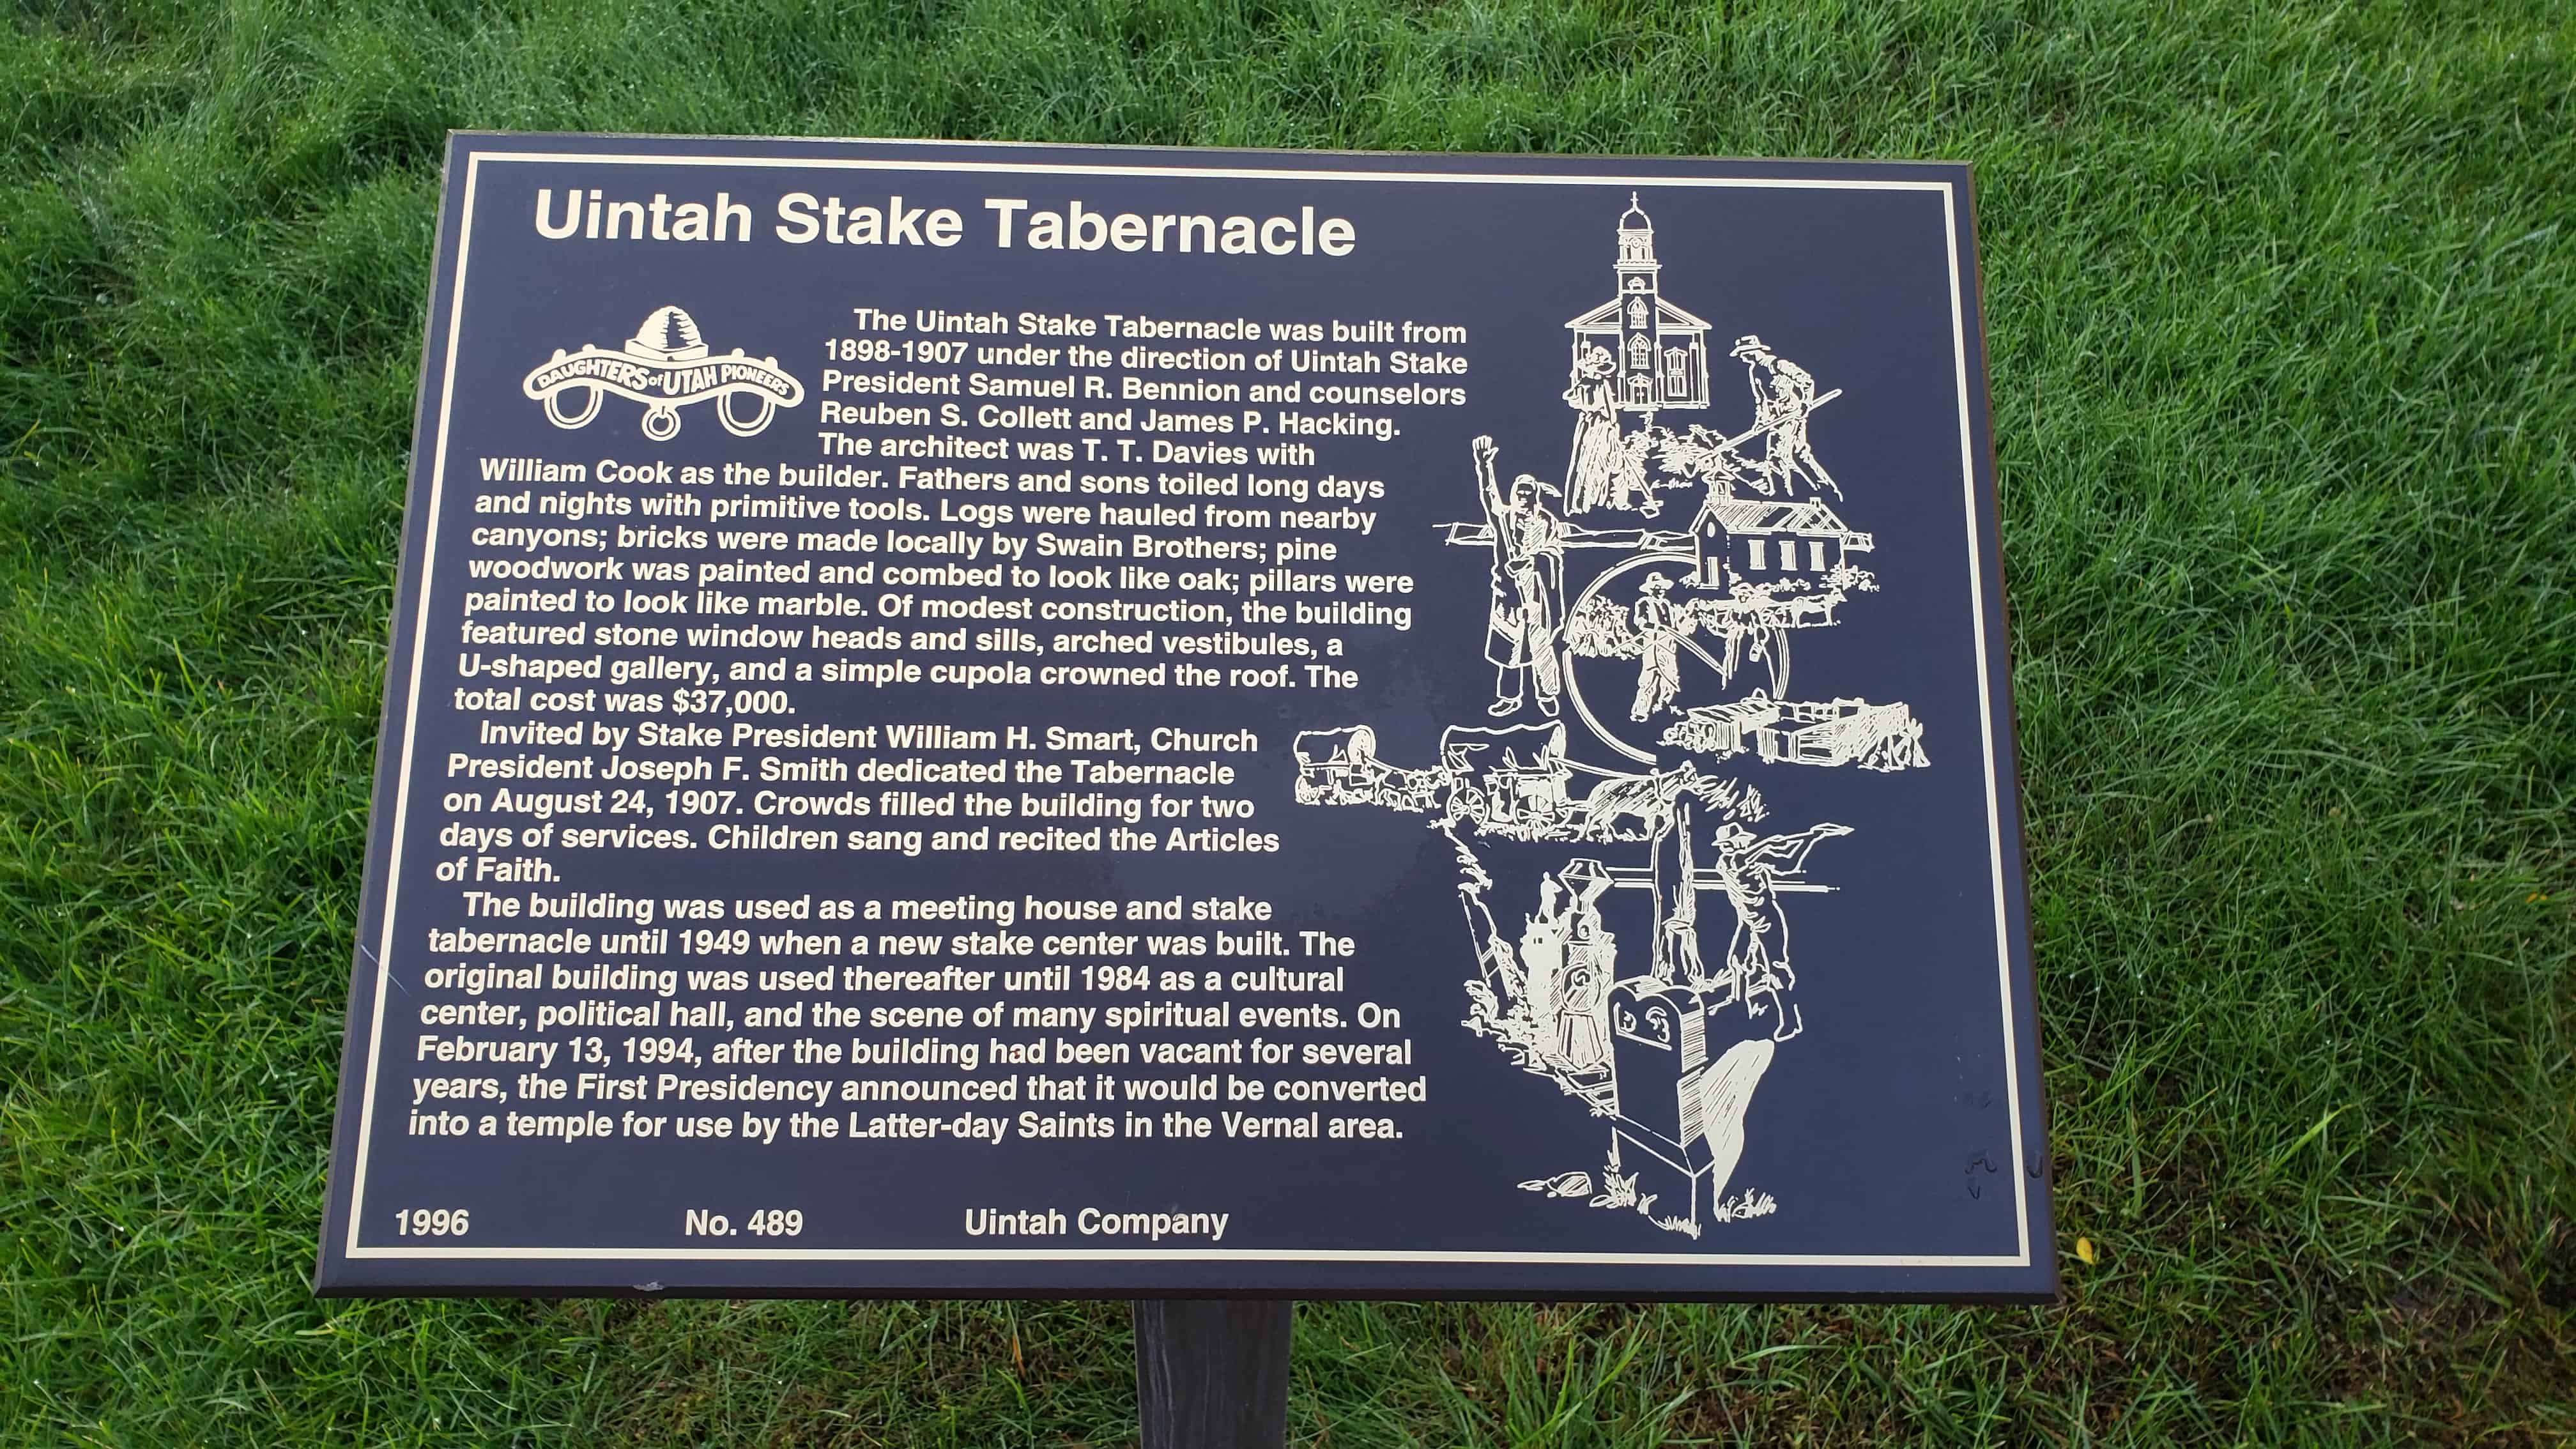 Uintah Stake Tabernacle
DAUGHTERS of UTAH PIONEERS
The Uintah Stake Tabernacle was built from
1898-1907 under the direction of Uintah Stake
President Samuel R. Bennion and counselors
Reuben S. Collett and James P. Hacking.
The architect was T. T. Davies with
William Cook as the builder. Fathers and sons toiled long days
and nights with primitive tools. Logs were hauled from nearby
canyons; bricks were made locally by Swain Brothers; pine
woodwork was painted and combed to look like oak; pillars were
painted to look like marble. Of modest construction, the building
featured stone window heads and sills, arched vestibules, a
U-shaped gallery, and a simple cupola crowned the roof. The
total cost was $37,000.
Invited by Stake President William H. Smart, Church
President Joseph F. Smith dedicated the Tabernacle
on August 24, 1907. Crowds filled the building for two
days of services. Children sang and recited the Articles
of Faith.
The building was used as a meeting house and stake
tabernacle until 1949 when a new stake center was built. The
original building was used thereafter until 1984 as a cultural
center, political hall, and the scene of many spiritual events. On
February 13, 1994, after the building had been vacant for several
years, the First Presidency announced that it would be converted
into a temple for use by the Latter-day Saints in the Vernal area.
1996 No. 489 Uintah Company